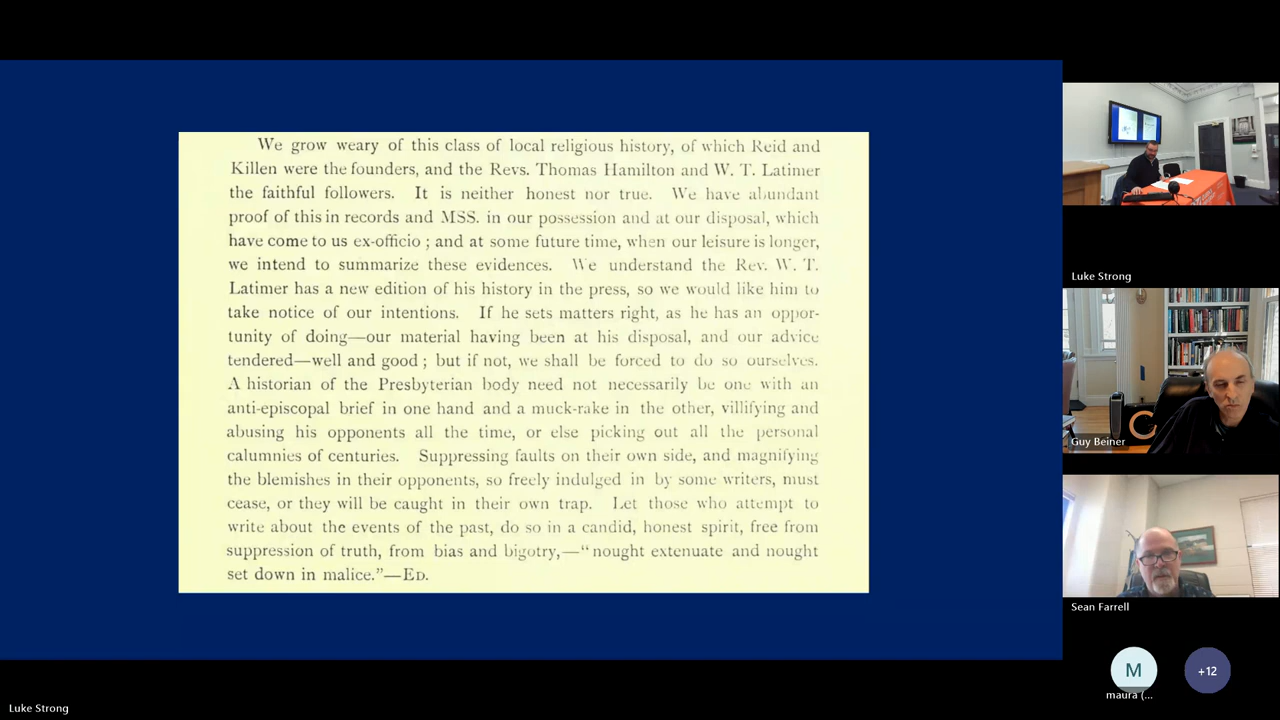 We grow weary of this class of local religious history, of which Reid and
Killen were the founders, and the Revs. Thomas Hamilton and W. T. Latimer
the faithful followers. It is neither honest nor true. We have abundant
proof of this in records and MSS. in our possession and at our disposal, which
have come to us ex-officio ; and at some future time, when our leisure is longer,
we intend to summarize these evidences. We understand the Rev. W. T.
Latimer has a new edition of his history in the press, so we would like him to
take notice of our intentions. If he sets matters right, as he has an oppor-
tunity of doing—our material having been at his disposal, and our advice
tendered—well and good ; but if not, we shall be forced to do so ourselves.
A historian of the Presbyterian body need not necessarily be one with an
anti-episcopal brief in one hand and a muck-rake in the other, villifying and
abusing his opponents all the time, or else picking out all the personal
calumnies of centuries. Suppressing faults on their own side, and magnifying
the blemishes in their opponents, so freely indulged in by some writers, must
cease, or they will be caught in their own trap. Let those who attempt to
write about the events of the past, do so in a candid, honest spirit, free from
suppression of truth, from bias and bigotry,—“ nought extenuate and nought
set down in malice.”—ED.
Luke Strong
Guy Beiner
Sean Farrell
M
+12
maura (...
Luke Strong